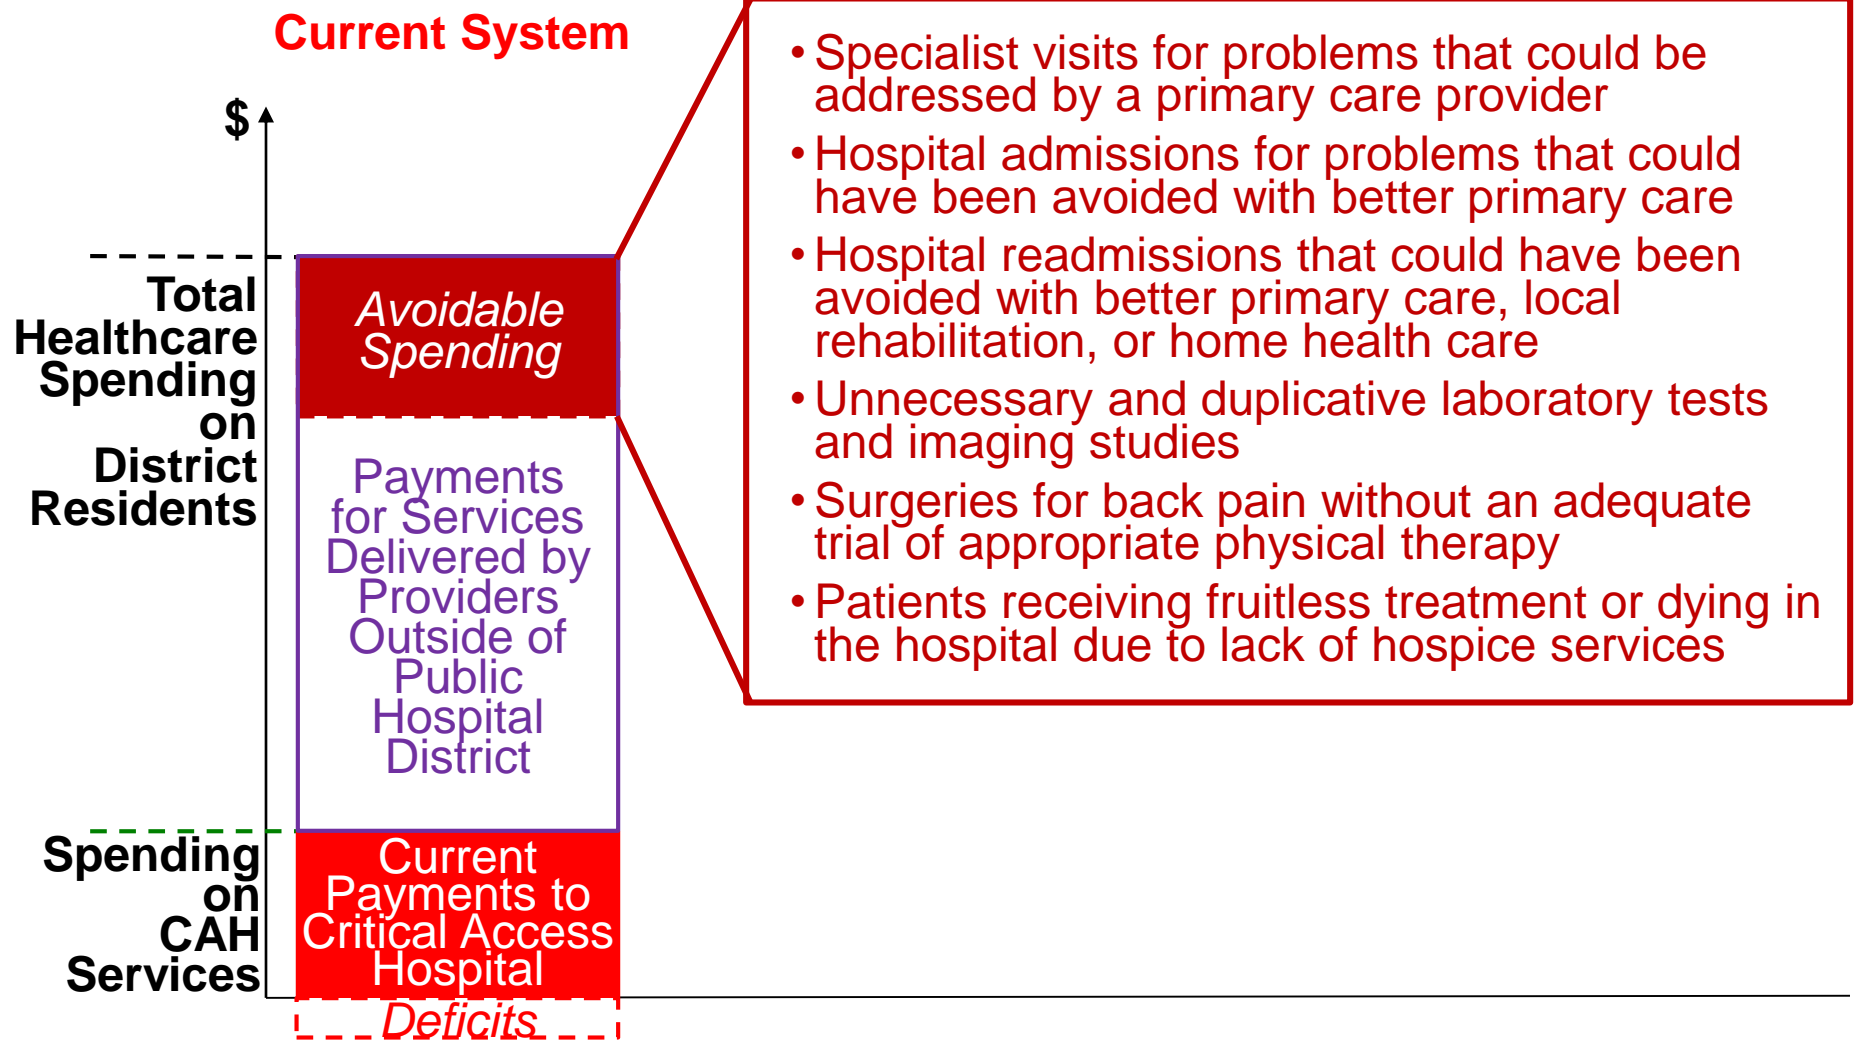 Current System
$
Total
Healthcare
Spending
on
District
Residents
Spending
on
CAH
Services
Avoidable
Spending
Payments
for Services
Delivered by
Providers
Outside of
Public
Hospital
District
Current
Payments to
Critical Access
Hospital
Deficits
• Specialist visits for problems that could be
addressed by a primary care provider
• Hospital admissions for problems that could
have been avoided with better primary care
• Hospital readmissions that could have been
avoided with better primary care, local
rehabilitation, or home health care
• Unnecessary and duplicative laboratory tests
and imaging studies
• Surgeries for back pain without an adequate
trial of appropriate physical therapy
• Patients receiving fruitless treatment or dying in
the hospital due to lack of hospice services